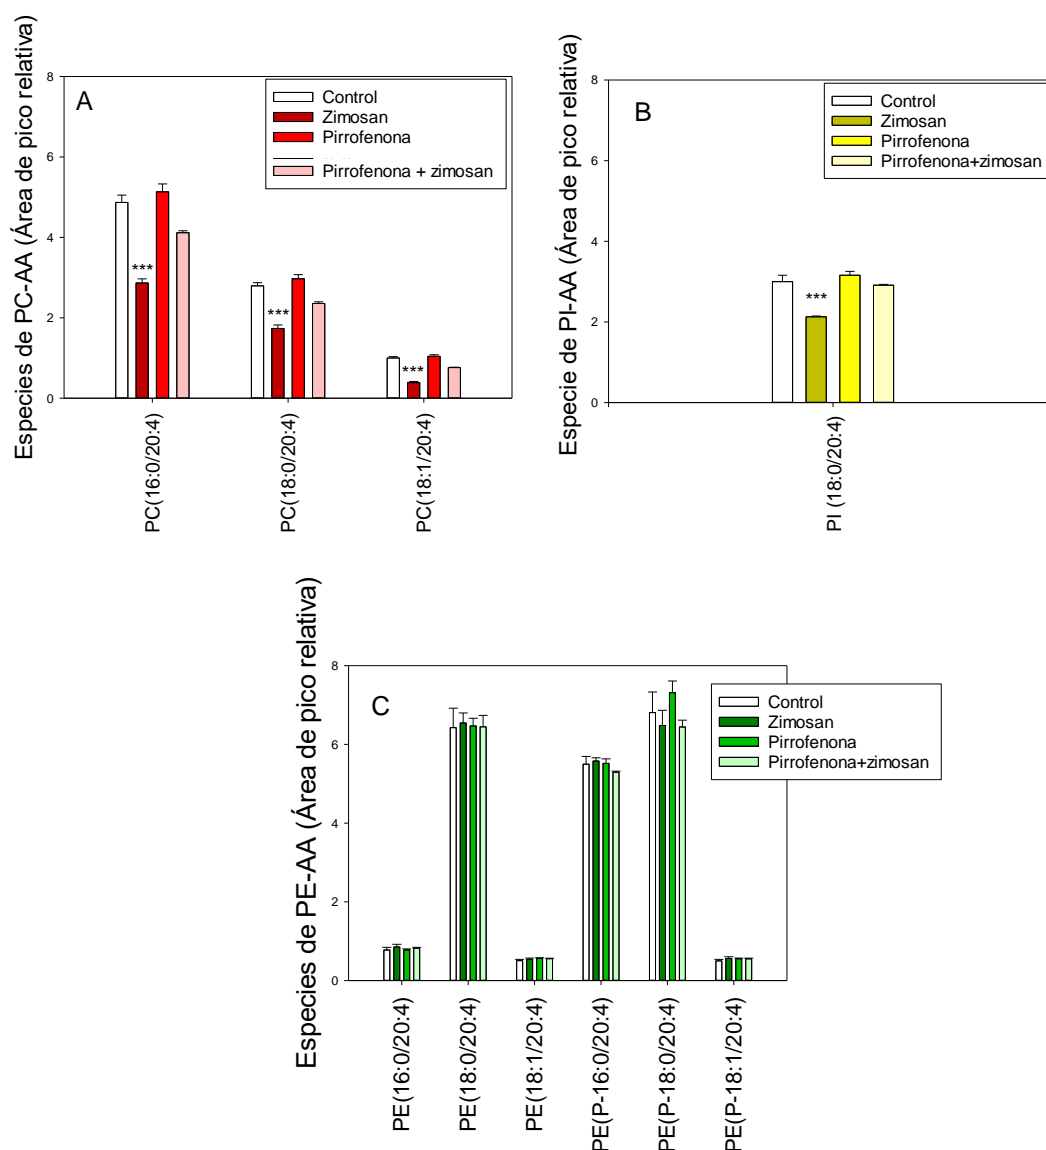 A
Control
Zimosan
Pirrofenona
Pirrofenona + zimosan
Especies de PC-AA (Área de pico relativa)
8
6
4
2
0
***
***
***
PC(16:0/20:4)
PC(18:0/20:4)
PC(18:1/20:4)
B
Control
Zimosan
Pirrofenona
Pirrofenona+zimosan
Especie de PI-AA (Área de pico relativa)
8
6
4
2
0
***
PI (18:0/20:4)
C
Control
Zimosan
Pirrofenona
Pirrofenona+zimosan
Especies de PE-AA (Área de pico relativa)
8
6
4
2
0
PE(16:0/20:4)
PE(18:0/20:4)
PE(18:1/20:4)
PE(P-16:0/20:4)
PE(P-18:0/20:4)
PE(P-18:1/20:4)